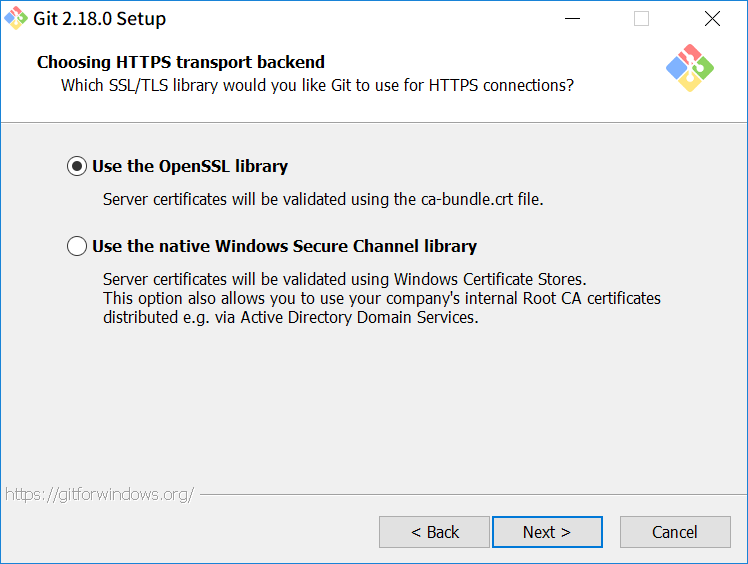 Git 2.18.0 Setup
Choosing HTTPS transport backend
Which SSL/TLS library would you like Git to use for HTTPS connections?
Use the OpenSSL library
Server certificates will be validated using the ca-bundle.crt file.
Use the native Windows Secure Channel library
Server certificates will be validated using Windows Certificate Stores.
This option also allows you to use your company's internal Root CA certificates
distributed e.g. via Active Directory Domain Services.
https://gitforwindows.org/
< Back
Next >
Cancel